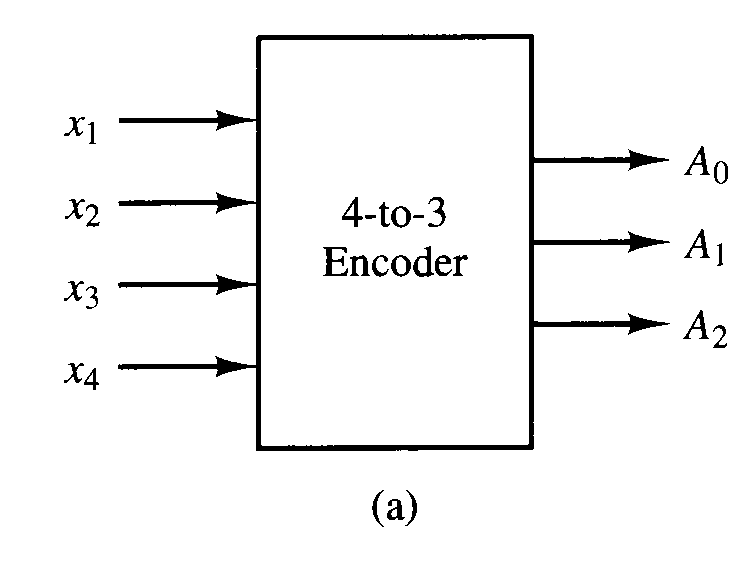 x1
x2
x3
x4
4-to-3
Encoder
A0
A1
A2
(a)